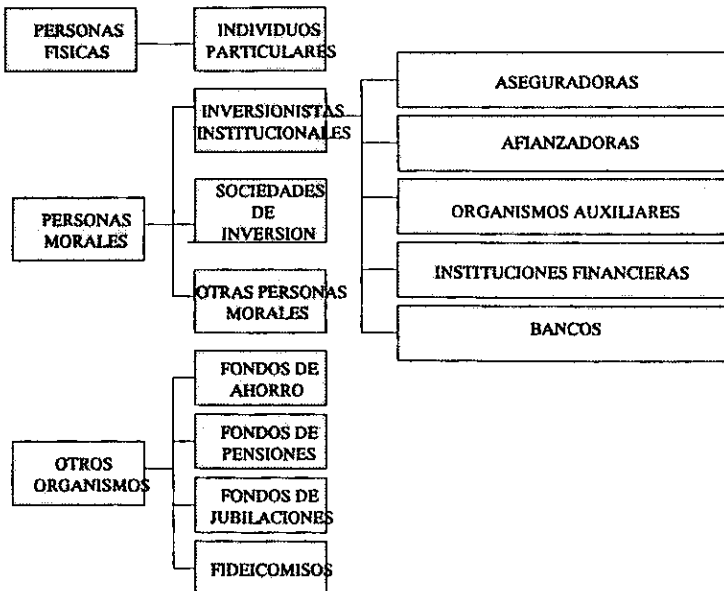 PERSONAS
FISICAS
INDIVIDUOS
PARTICULARES
INVERSIONISTAS
INSTITUCIONALES
ASEGURADORAS
AFIANZADORAS
ORGANISMOS AUXILIARES
INSTITUCIONES FINANCIERAS
BANCOS
PERSONAS
MORALES
SOCIEDADES
DE
INVERSION
OTRAS PERSONAS
MORALES
OTROS
ORGANISMOS
FONDOS DE
AHORRO
FONDOS DE
PENSIONES
FONDOS DE
JUBILACIONES
FIDEICOMISOS